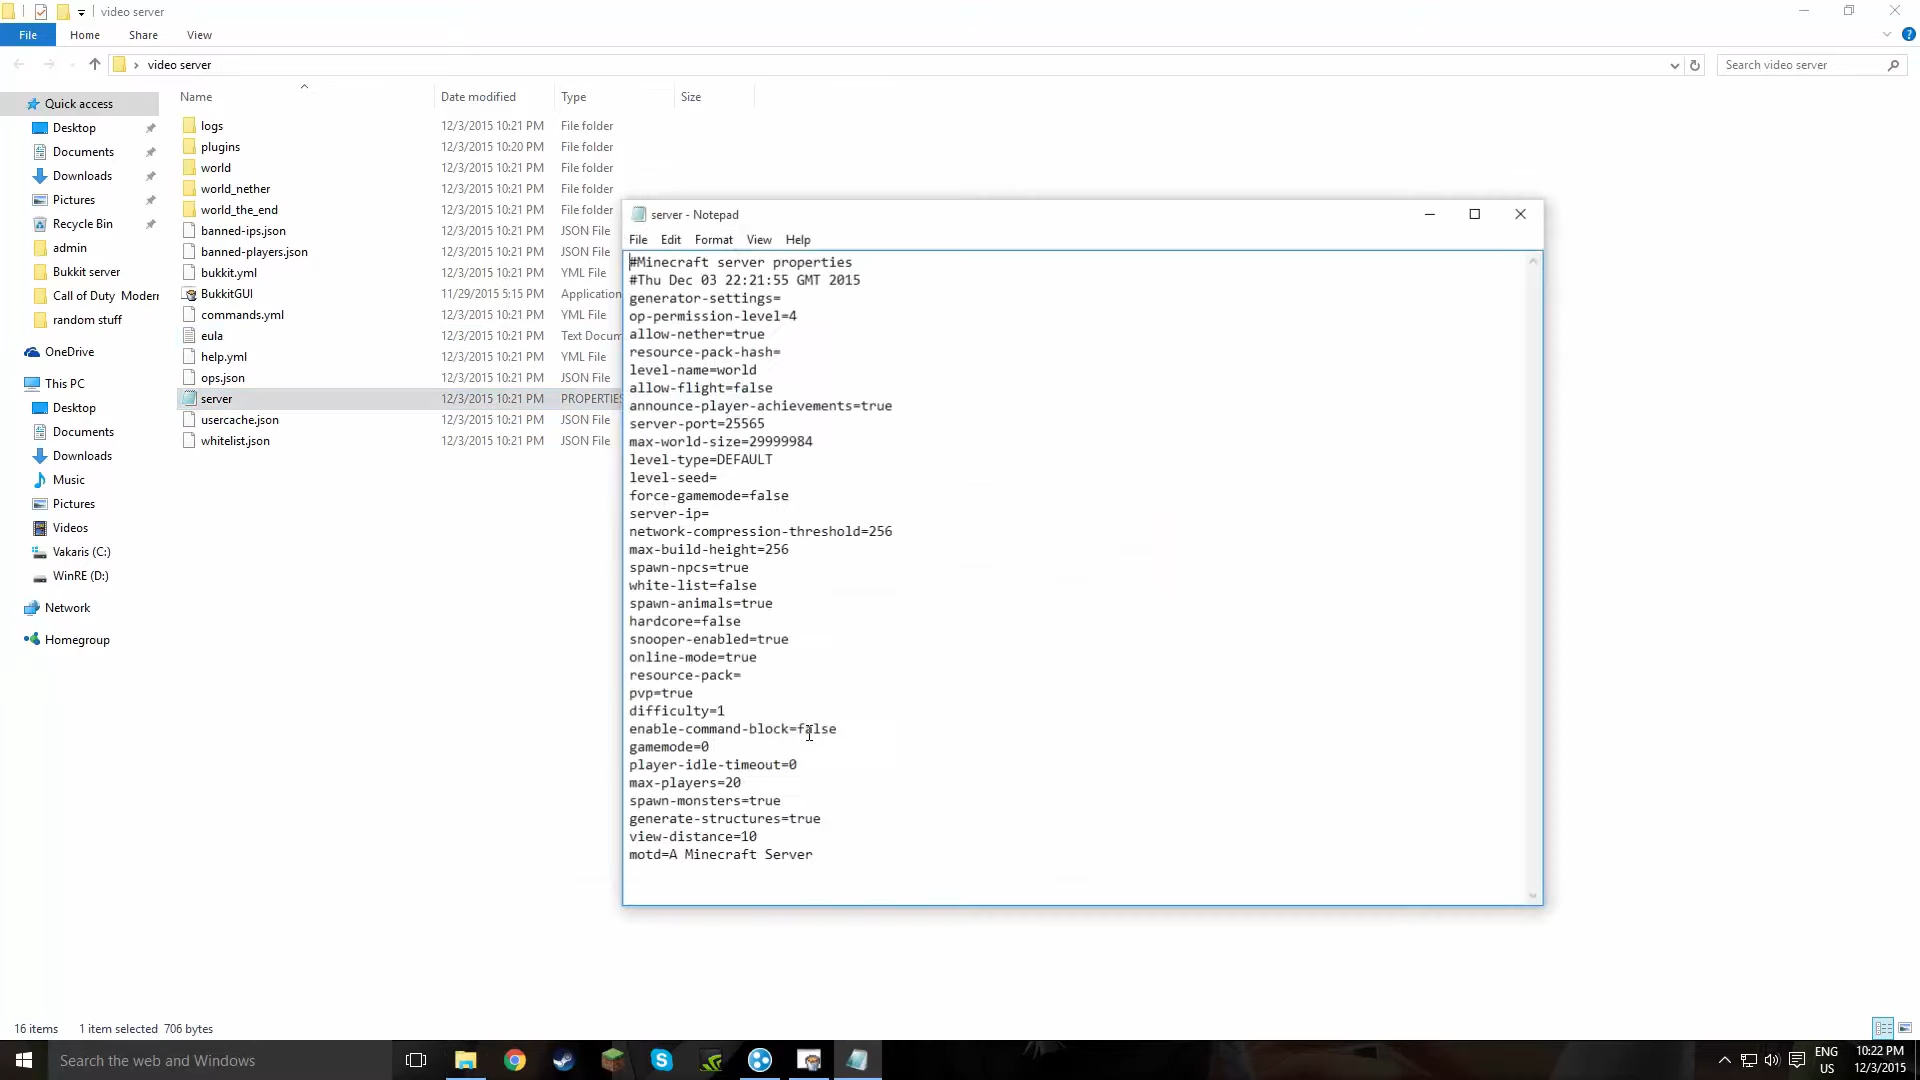 video server
File
Home
Share
View
video server
Search video server
Quick access
Desktop
Documents
Downloads
Pictures
Recycle Bin
admin
Bukkit server
Call of Duty Moder
random stuff
OneDrive
This PC
Desktop
Documents
Downloads
Music
Pictures
Videos
Vakaris (C:)
WinRE (D:)
Network
Homegroup
Name Date modified Type Size
logs 12/3/2015 10:21 PM File folder
plugins 12/3/2015 10:20 PM File folder
world 12/3/2015 10:21 PM File folder
world_nether 12/3/2015 10:21 PM File folder
world_the_end 12/3/2015 10:21 PM File folder
banned-ips.json 12/3/2015 10:21 PM JSON File
banned-players.json 12/3/2015 10:21 PM JSON File
bukkit.yml 12/3/2015 10:21 PM YML File
BukkitGUI 11/29/2015 5:15 PM Application
commands.yml 12/3/2015 10:21 PM YML File
eula 12/3/2015 10:21 PM Text Docum
help.yml 12/3/2015 10:21 PM YML File
ops.json 12/3/2015 10:21 PM JSON File
server 12/3/2015 10:21 PM PROPERTIES
usercache.json 12/3/2015 10:21 PM JSON File
whitelist.json 12/3/2015 10:21 PM JSON File
server - Notepad
File Edit Format View Help
#Minecraft server properties
#Thu Dec 03 22:21:55 GMT 2015
generator-settings=
op-permission-level=4
allow-nether=true
resource-pack-hash=
level-name=world
allow-flight=false
announce-player-achievements=true
server-port=25565
max-world-size=29999984
level-type=DEFAULT
level-seed=
force-gamemode=false
server-ip=
network-compression-threshold=256
max-build-height=256
spawn-npcs=true
white-list=false
spawn-animals=true
hardcore=false
snooper-enabled=true
online-mode=true
resource-pack=
pvp=true
difficulty=1
enable-command-block=false
gamemode=0
player-idle-timeout=0
max-players=20
spawn-monsters=true
generate-structures=true
view-distance=10
motd=A Minecraft Server
16 items 1 item selected 706 bytes
Search the web and Windows
ENG
US
10:22 PM
12/3/2015